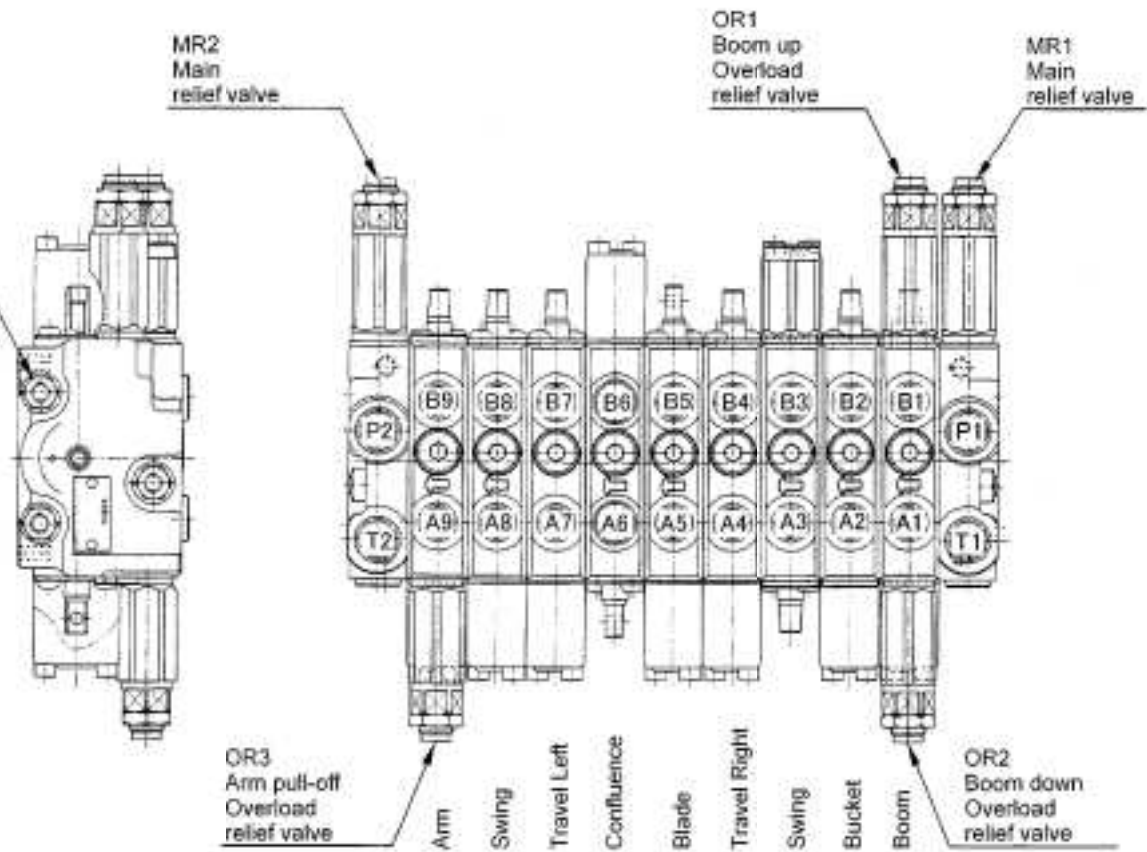 OR1
Boom up
Overload
relief valve
MR2
Main
relief valve
MR1
Main
relief valve
B9 B8 B7 B6 B5 B4 B3 B2 B1
P2 P1
A9 A8 A7 A6 A5 A4 A3 A2 A1
T2 T1
OR3
Arm pull-off
Overload
relief valve
Arm
Swing
Travel Left
Confluence
Blade
Travel Right
Swing
Bucket
Boom
OR2
Boom down
Overload
relief valve